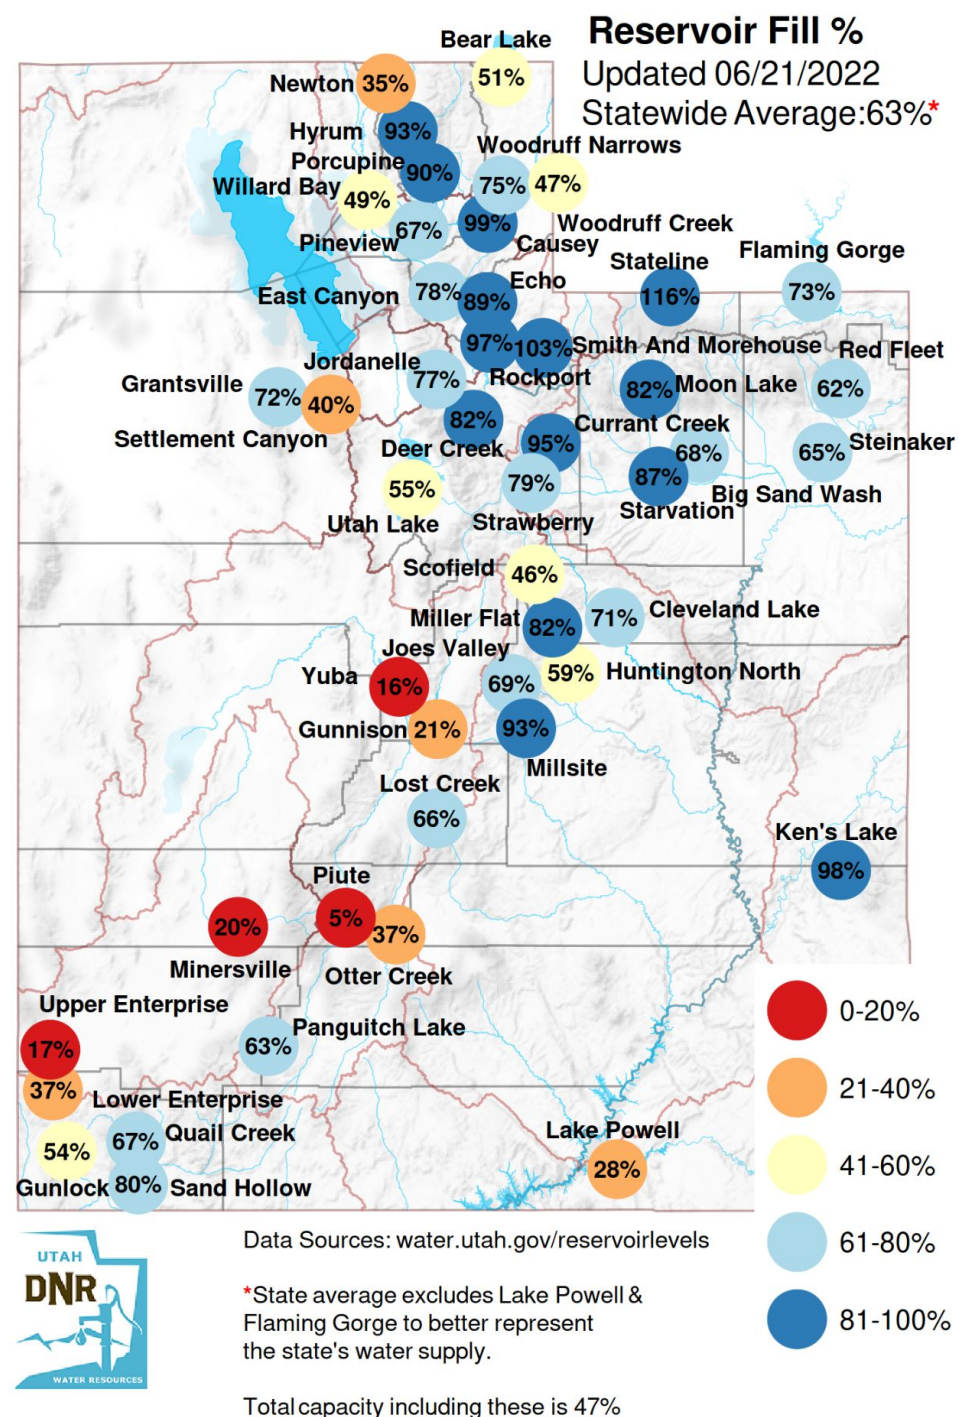 Reservoir Fill %
Updated 06/21/2022
Statewide Average:63%*
Bear Lake
51%
Newton 35%
Hyrum 93%
Porcupine 90%
Woodruff Narrows
75% 47%
Willard Bay 49%
Pineview 67%
99%
Causey
Woodruff Creek
Stateline
116%
Flaming Gorge
73%
East Canyon 78%
Echo
89%
97%
Rockport
103% Smith And Morehouse
Red Fleet
62%
Jordanelle
77%
Grantsville 72%
40%
Settlement Canyon
82% Moon Lake
82%
Deer Creek
Currant Creek
95%
68%
Big Sand Wash
65% Steinaker
87%
Starvation
79%
Strawberry
55%
Utah Lake
Scofield 46%
Miller Flat 82%
71% Cleveland Lake
Joes Valley
69%
59% Huntington North
Yuba 16%
Gunnison 21%
93%
Millsite
Lost Creek
66%
Ken's Lake
98%
Piute
5%
20%
Minersville
37%
Otter Creek
Upper Enterprise
17%
63% Panguitch Lake
37%
Lower Enterprise
67% Quail Creek
54%
Gunlock
80% Sand Hollow
Lake Powell
28%
0-20%
21-40%
41-60%
61-80%
81-100%
UTAH
DNR
WATER RESOURCES
Data Sources: water.utah.gov/reservoirlevels
*State average excludes Lake Powell &
Flaming Gorge to better represent
the state's water supply.
Total capacity including these is 47%